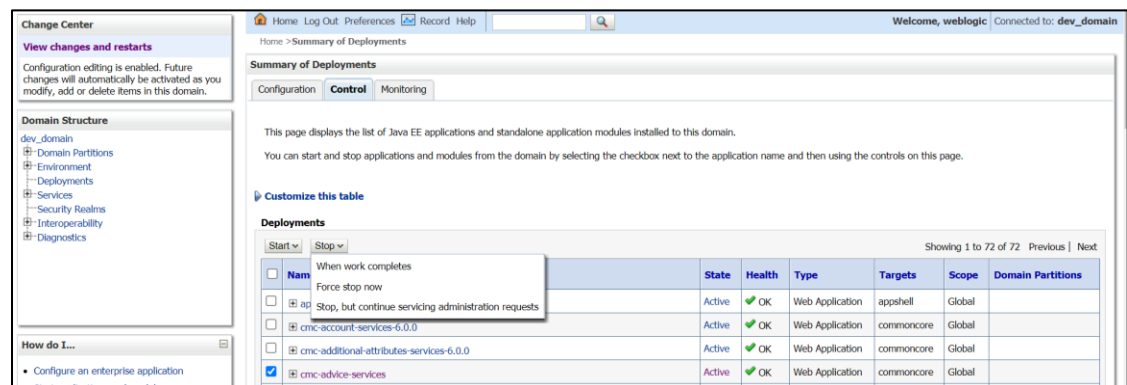 Change Center
View changes and restarts
Configuration editing is enabled. Future
changes will automatically be activated as you
modify, add or delete items in this domain.
Domain Structure
dev_domain
Domain Partitions
Environment
Deployments
Services
Security Realms
Interoperability
Diagnostics
How do I...
Configure an enterprise application
Home Log Out Preferences Record Help
Welcome, weblogic Connected to: dev_domain
Home >Summary of Deployments
Summary of Deployments
Configuration Control Monitoring
This page displays the list of Java EE applications and standalone application modules installed to this domain.
You can start and stop applications and modules from the domain by selecting the checkbox next to the application name and then using the controls on this page.
Customize this table
Deployments
Start Stop Showing 1 to 72 of 72 Previous | Next
When work completes
Force stop now
Stop, but continue servicing administration requests
Nam State Health Type Targets Scope Domain Partitions
ap Active OK Web Application appshell Global
cmc-account-services-6.0.0 Active OK Web Application commoncore Global
cmc-additional-attributes-services-6.0.0 Active OK Web Application commoncore Global
cmc-advice-services Active OK Web Application commoncore Global